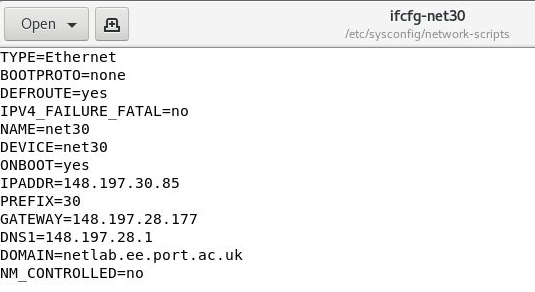 Open
ifcfg-net30
/etc/sysconfig/network-scripts
TYPE=Ethernet
BOOTPROTO=none
DEFROUTE=yes
IPV4_FAILURE_FATAL=no
NAME=net30
DEVICE=net30
ONBOOT=yes
IPADDR=148.197.30.85
PREFIX=30
GATEWAY=148.197.28.177
DNS1=148.197.28.1
DOMAIN=netlab.ee.port.ac.uk
NM_CONTROLLED=no